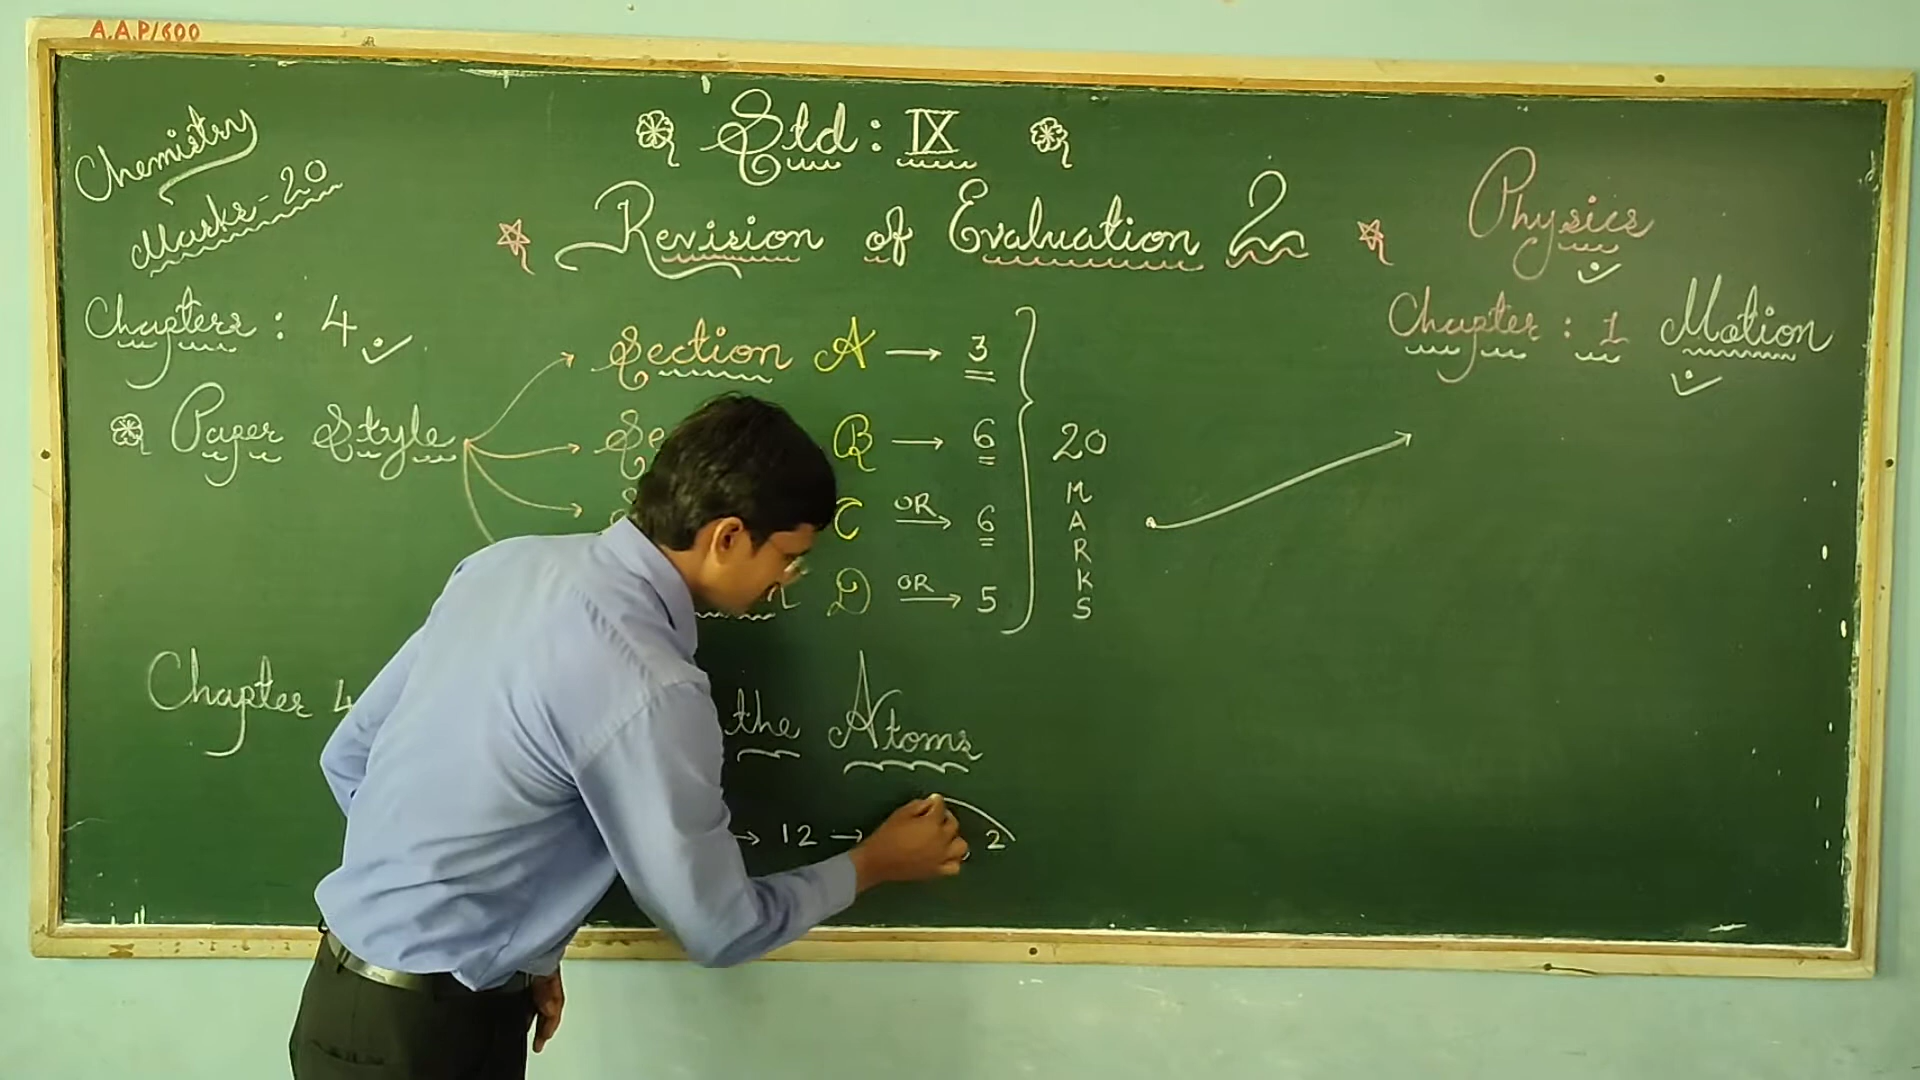 A.A.P/600
Chemistry
Marks - 20
Std : IX
Revision of Evaluation 2
Physics
Chapter : 1 Motion
Chapters : 4
Paper Style
Section A → 3
B → 6
C OR → 6
D OR → 5
20
MARKS
Chapter 4
the Atoms
→ 12 →
2